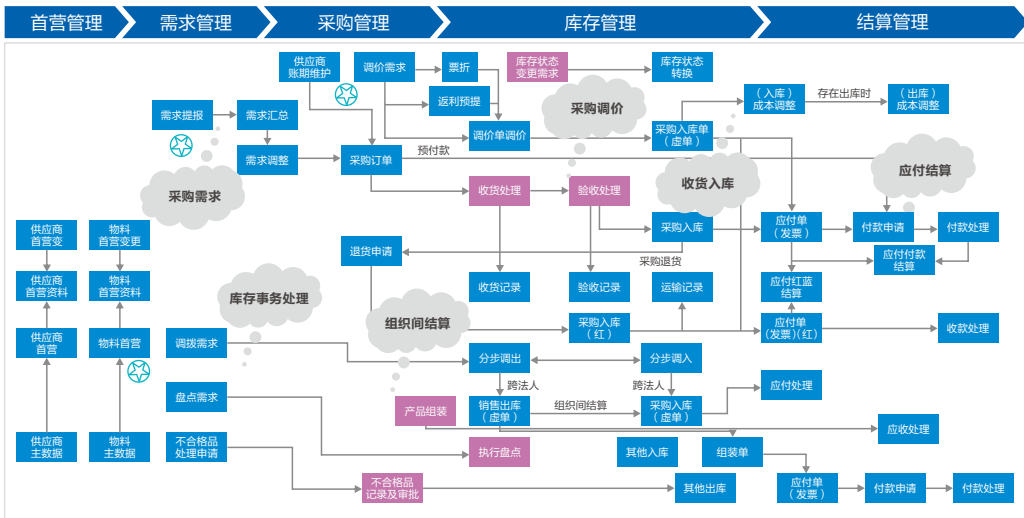 首营管理
需求管理
采购管理
库存管理
结算管理
供应商
账期维护
调价需求
票折
库存状态
变更需求
库存状态
转换
返利预提
采购调价
（入库）
成本调整
存在出库时
（出库）
成本调整
需求提报
需求汇总
调价单调价
采购入库单
（虚单）
需求调整
采购订单
预付款
应付结算
采购需求
收货处理
验收处理
收货入库
供应商
首营变
物料
首营变更
采购入库
应付单
（发票）
付款申请
付款处理
退货申请
采购退货
应付付款
结算
供应商
首营资料
物料
首营资料
库存事务处理
收货记录
验收记录
运输记录
应付红蓝
结算
组织间结算
采购入库
（红）
应付单
（发票）（红）
收款处理
供应商
首营
物料首营
调拨需求
分步调出
分步调入
跨法人
跨法人
应付处理
盘点需求
产品组装
销售出库
（虚单）
组织间结算
采购入库
（虚单）
应收处理
供应商
主数据
物料
主数据
不合格品
处理申请
执行盘点
其他入库
组装单
不合格品
记录及审批
其他出库
应付单
（发票）
付款申请
付款处理